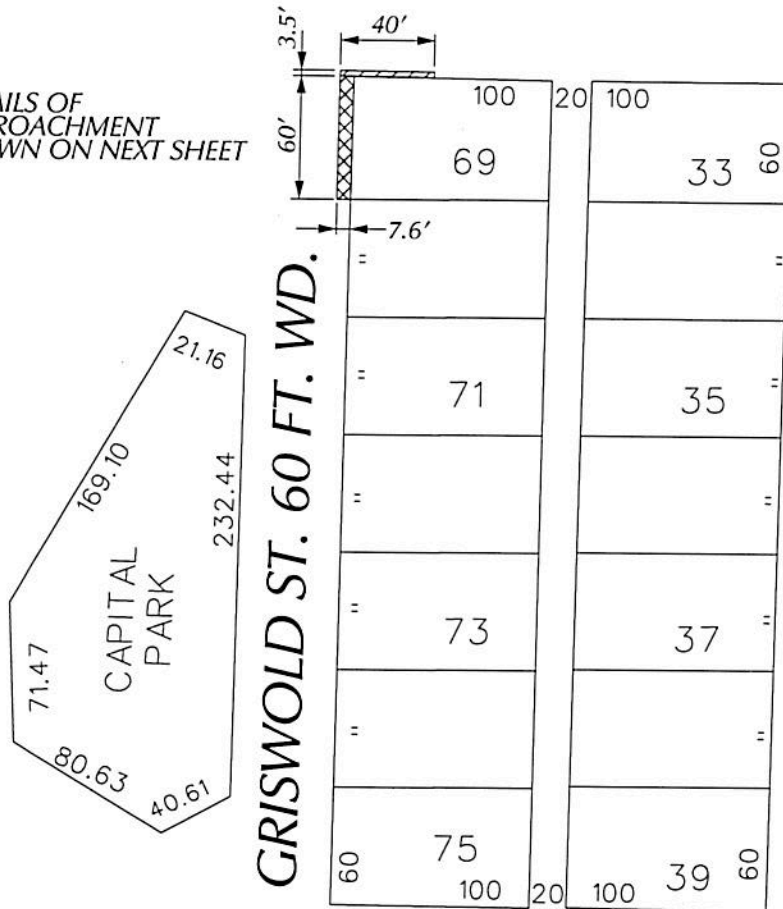 3.5'
40'
AILS OF
ROACHMENT
WN ON NEXT SHEET
60'
100 20 100
69 33 60
7.6'
= =
21.16
169.10
232.44
CAPITAL
PARK
71.47
80.63
40.61
GRISWOLD ST. 60 FT. WD.
= 71 35 =
= =
= 73 37 =
= =
60 75 39 60
100 20 100